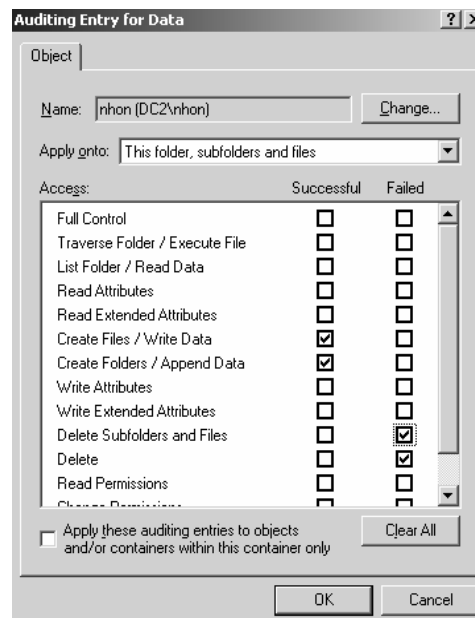 Auditing Entry for Data
Object
Name: nhon (DC2\nhon) Change...
Apply onto: This folder, subfolders and files
Access: Successful Failed
Full Control
Traverse Folder / Execute File
List Folder / Read Data
Read Attributes
Read Extended Attributes
Create Files / Write Data
Create Folders / Append Data
Write Attributes
Write Extended Attributes
Delete Subfolders and Files
Delete
Read Permissions
Change Permissions
Apply these auditing entries to objects
and/or containers within this container only
Clear All
OK Cancel